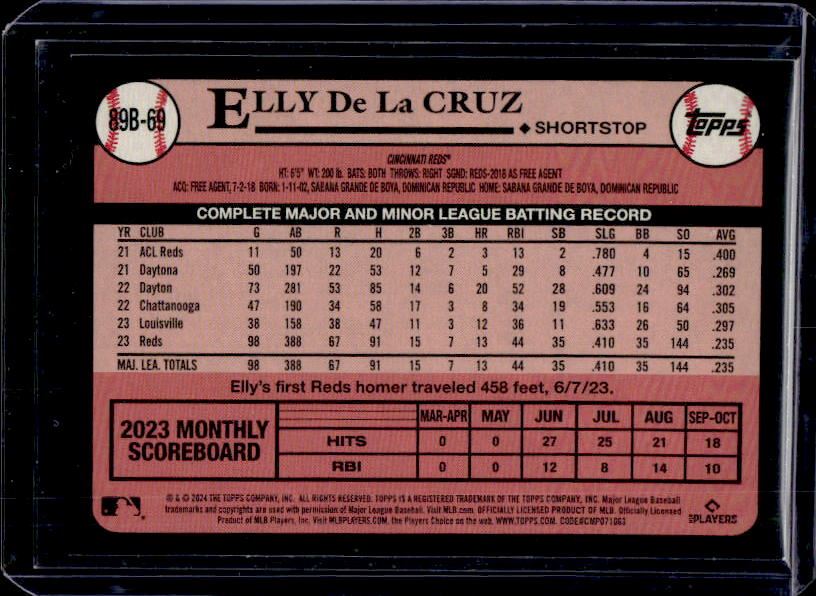 89B-69
ELLY DE LA CRUZ
◆ SHORTSTOP
Topps
CINCINNATI REDS®
HT: 6'5" WT: 200 lb. BATS: BOTH THROWS: RIGHT SGND: REDS-2018 AS FREE AGENT
ACQ: FREE AGENT, 7-2-18 BORN: 1-11-02, SABANA GRANDE DE BOYA, DOMINICAN REPUBLIC HOME: SABANA GRANDE DE BOYA, DOMINICAN REPUBLIC
COMPLETE MAJOR AND MINOR LEAGUE BATTING RECORD
YR CLUB G AB R H 2B 3B HR RBI SB SLG BB SO AVG
21 ACL Reds 11 50 13 20 6 2 3 13 2 .780 4 15 .400
21 Daytona 50 197 22 53 12 7 5 29 8 .477 10 65 .269
22 Dayton 73 281 53 85 14 6 20 52 28 .609 24 94 .302
22 Chattanooga 47 190 34 58 17 3 8 34 19 .553 16 64 .305
23 Louisville 38 158 38 47 11 3 12 36 11 .633 26 50 .297
23 Reds 98 388 67 91 15 7 13 44 35 .410 35 144 .235
MAJ. LEA. TOTALS 98 388 67 91 15 7 13 44 35 .410 35 144 .235
Elly's first Reds homer traveled 458 feet, 6/7/23.
2023 MONTHLY SCOREBOARD
MAR-APR MAY JUN JUL AUG SEP-OCT
HITS 0 0 27 25 21 18
RBI 0 0 12 8 14 10
® & © 2024 THE TOPPS COMPANY, INC. ALL RIGHTS RESERVED. TOPPS IS A REGISTERED TRADEMARK OF THE TOPPS COMPANY, INC. Major League Baseball
trademarks and copyrights are used with permission of Major League Baseball. Visit MLB.com. OFFICIALLY LICENSED PRODUCT OF MLB. Officially Licensed
Product of MLB Players, Inc. Visit MLBPLAYERS.COM, the Players Choice on the web. WWW.TOPPS.COM. CODE#CMP071063
MLBPLAYERS